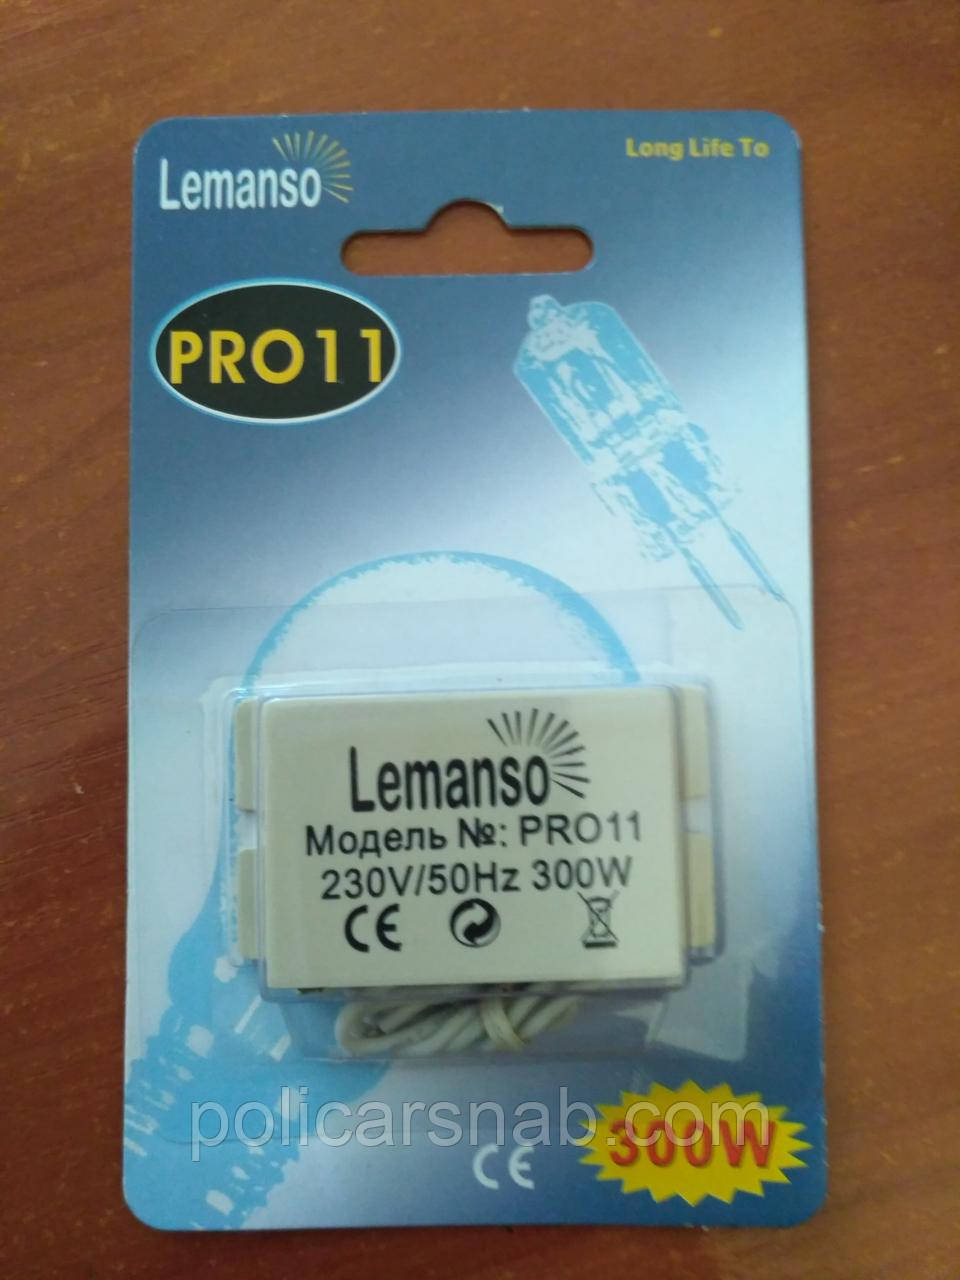 Lemanso
Long Life To
PRO11
Lemanso
Модель №: PRO11
230V/50Hz 300W
CE
policarsnab.com
300W
CE